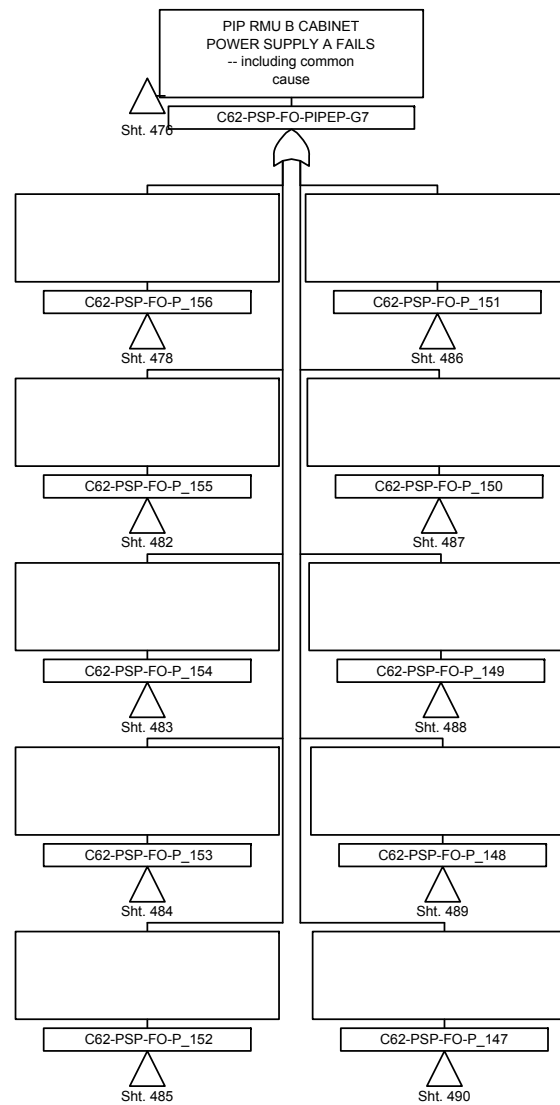 PIP RMU B CABINET
POWER SUPPLY A FAILS
-- including common
cause
Sht. 476
C62-PSP-FO-PIPEP-G7
C62-PSP-FO-P_156
Sht. 478
C62-PSP-FO-P_151
Sht. 486
C62-PSP-FO-P_155
Sht. 482
C62-PSP-FO-P_150
Sht. 487
C62-PSP-FO-P_154
Sht. 483
C62-PSP-FO-P_149
Sht. 488
C62-PSP-FO-P_153
Sht. 484
C62-PSP-FO-P_148
Sht. 489
C62-PSP-FO-P_152
Sht. 485
C62-PSP-FO-P_147
Sht. 490